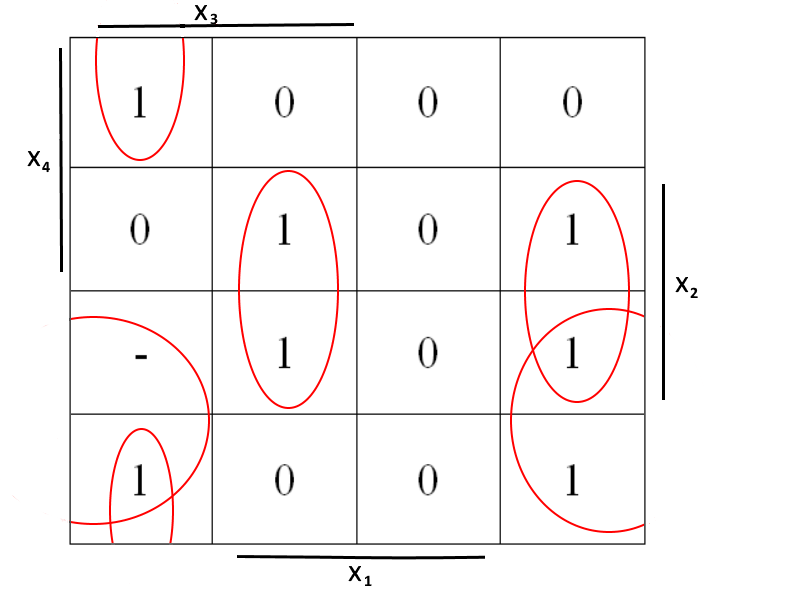 X₃
1 0 0 0
X₄
0 1 0 1
X₂
- 1 0 1
1 0 0 1
X₁